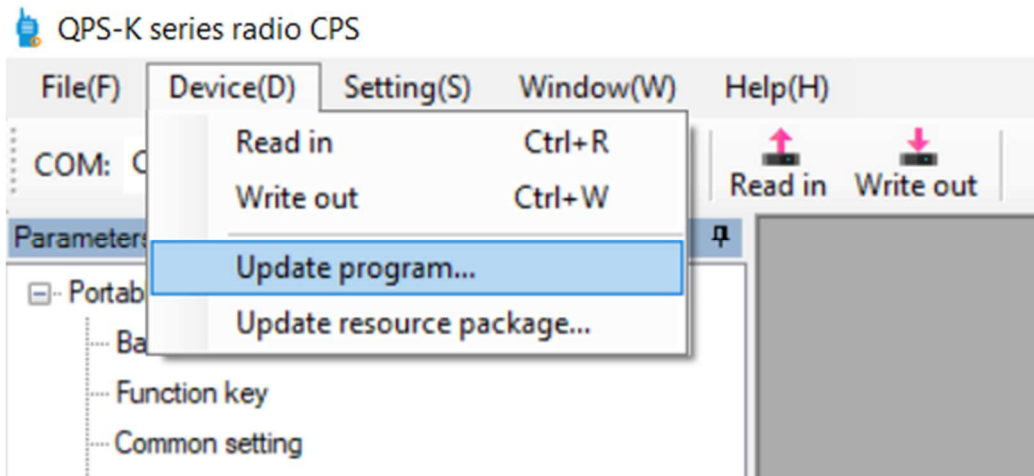 QPS-K series radio CPS
File(F) Device(D) Setting(S) Window(W) Help(H)
Read in Ctrl+R
COM:
Read in Write out
Write out Ctrl+W
Update program...
Update resource package...
Function key
Common setting